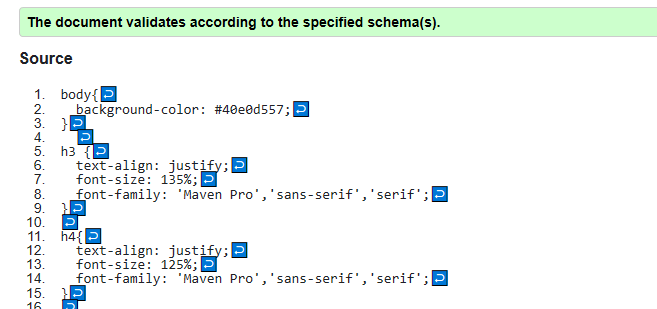 The document validates according to the specified schema(s).
Source
1. body{
2. background-color: #40e0d557;
3. }
4.
5. h3 {
6. text-align: justify;
7. font-size: 135%;
8. font-family: 'Maven Pro','sans-serif','serif';
9. }
10.
11. h4{
12. text-align: justify;
13. font-size: 125%;
14. font-family: 'Maven Pro','sans-serif','serif';
15. }
16.